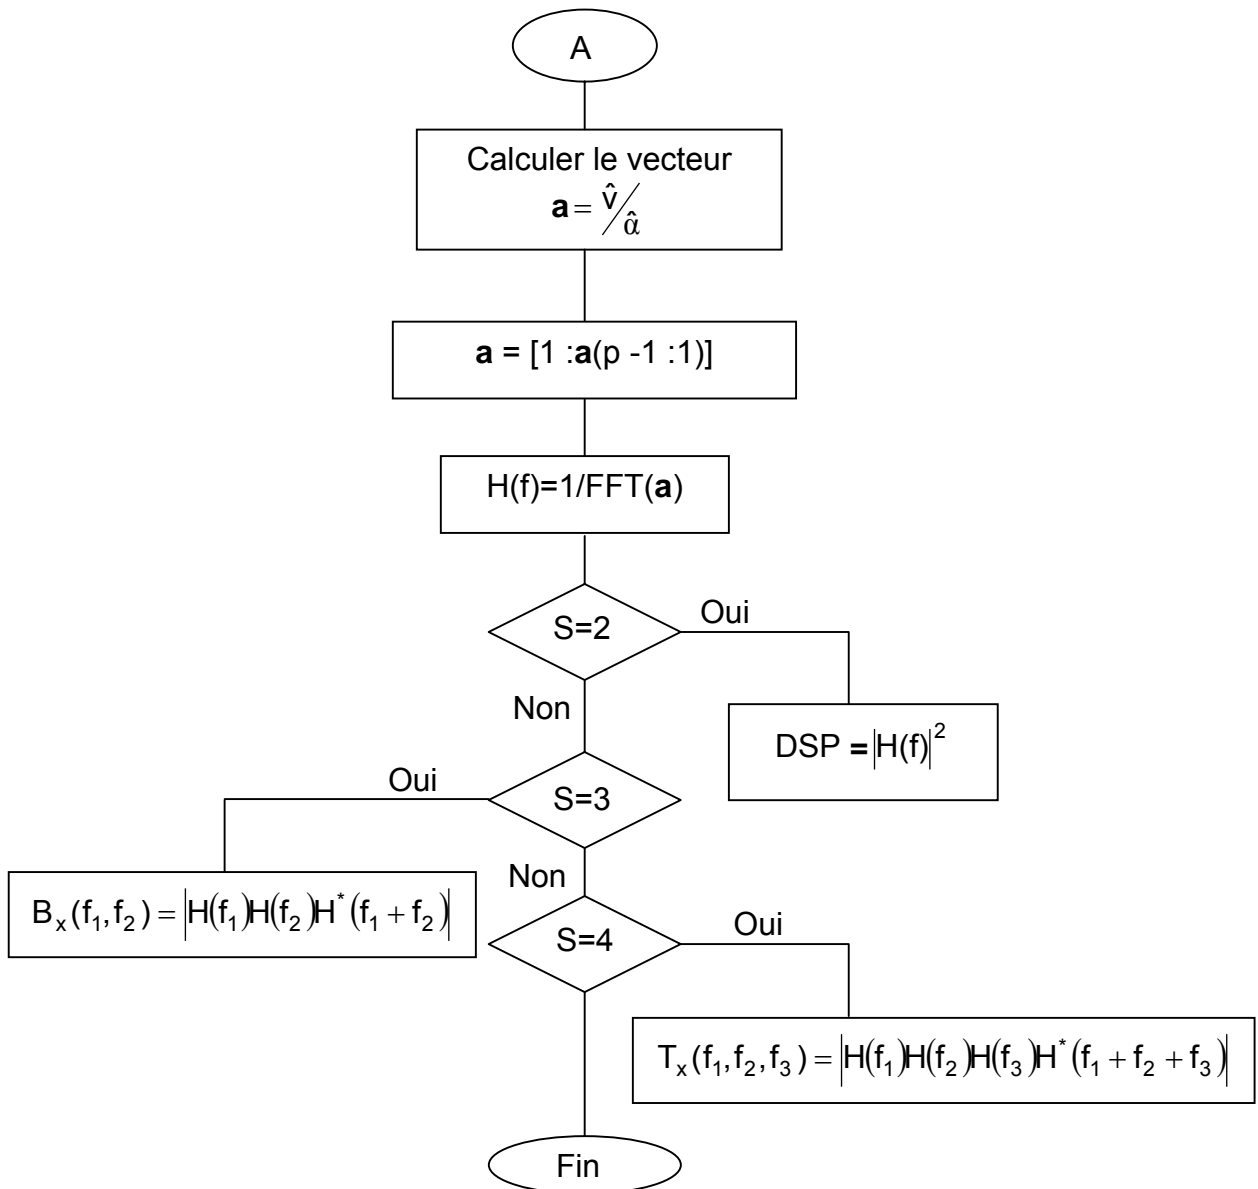 A
Calculer le vecteur
a = v̂/α̂
a = [1 :a(p -1 :1)]
H(f)=1/FFT(a)
S=2
Oui
Non
DSP =|H(f)|²
Oui
S=3
Non
Bₓ(f₁,f₂) = |H(f₁)H(f₂)H*(f₁ + f₂)|
S=4
Oui
Tₓ(f₁,f₂,f₃) = |H(f₁)H(f₂)H(f₃)H*(f₁ + f₂ + f₃)|
Fin